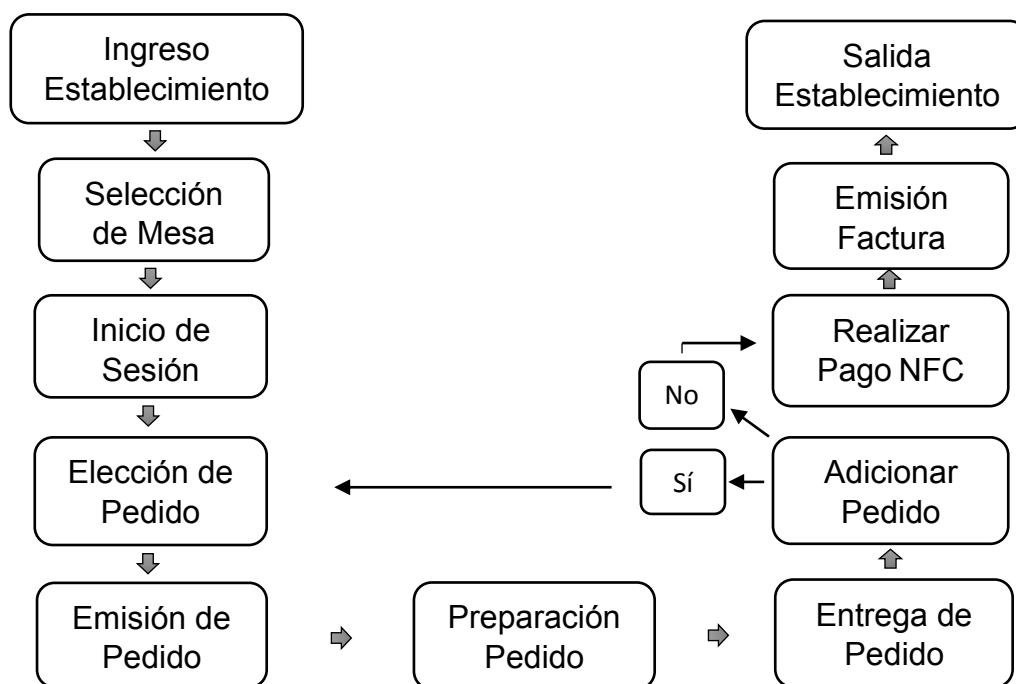 Ingreso
Establecimiento
Selección
de Mesa
Inicio de
Sesión
Elección de
Pedido
Emisión de
Pedido
Preparación
Pedido
Entrega de
Pedido
Adicionar
Pedido
Sí
No
Realizar
Pago NFC
Emisión
Factura
Salida
Establecimiento